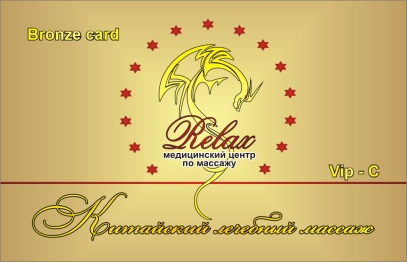 Bronze card
Relax
медицинский центр
по массажу
Vip - C
Китайский лечебный массаж